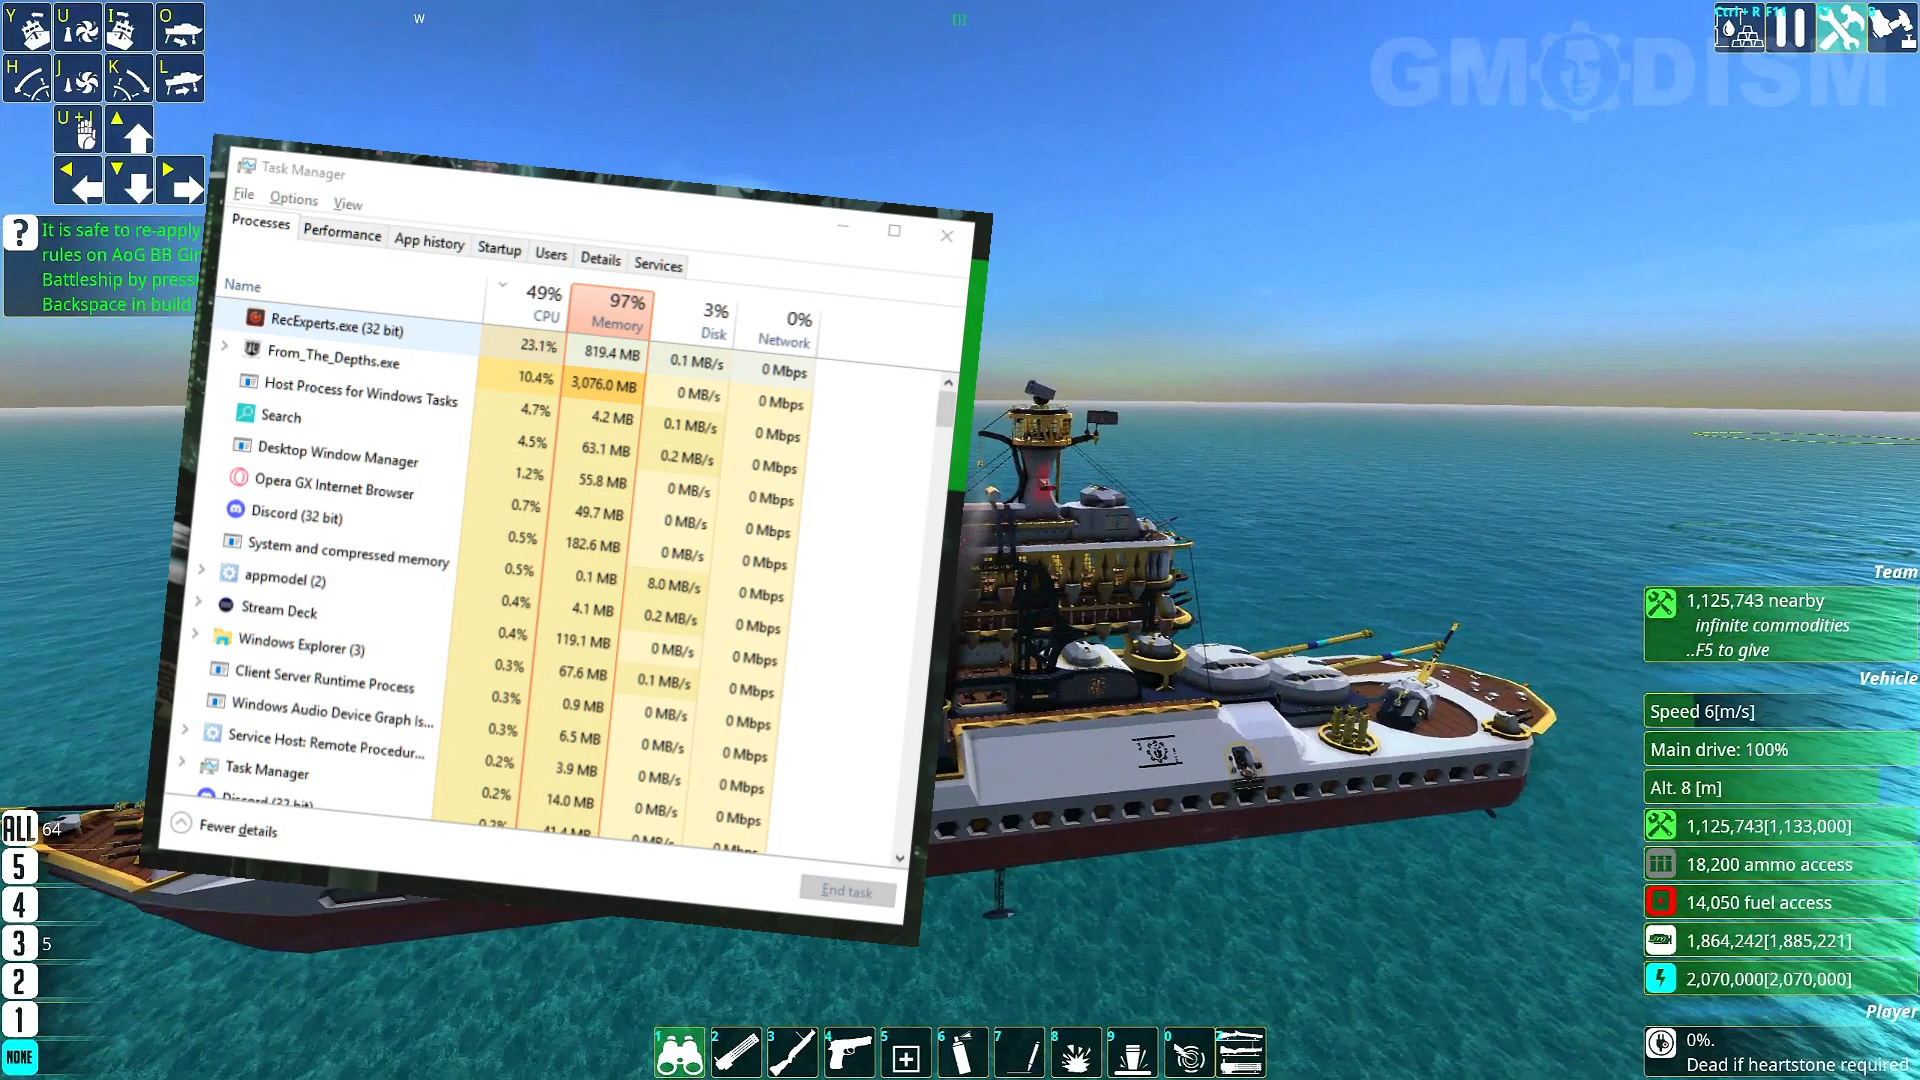 Y U I O
W
Ctrl+ R F11
GMODISM
H J K L
U + J
? It is safe to re-apply
rules on AoG BB Gir
Battleship by press
Backspace in build
Task Manager
File Options View
Processes Performance App history Startup Users Details Services
49% 97% 3% 0%
Name CPU Memory Disk Network
RecExperts.exe (32 bit) 23.1% 819.4 MB 0.1 MB/s 0 Mbps
From_The_Depths.exe 10.4% 3,076.0 MB 0 MB/s 0 Mbps
Host Process for Windows Tasks 4.7% 4.2 MB 0.1 MB/s 0 Mbps
Search 4.5% 63.1 MB 0.2 MB/s 0 Mbps
Desktop Window Manager 1.2% 55.8 MB 0 MB/s 0 Mbps
Opera GX Internet Browser 0.7% 49.7 MB 0 MB/s 0 Mbps
Discord (32 bit) 0.5% 182.6 MB 0 MB/s 0 Mbps
System and compressed memory 0.5% 0.1 MB 8.0 MB/s 0 Mbps
appmodel (2) 0.4% 4.1 MB 0.2 MB/s 0 Mbps
Stream Deck 0.4% 119.1 MB 0 MB/s 0 Mbps
Windows Explorer (3) 0.3% 67.6 MB 0.1 MB/s 0 Mbps
Client Server Runtime Process 0.3% 0.9 MB 0 MB/s 0 Mbps
Windows Audio Device Graph Is... 0.3% 6.5 MB 0 MB/s 0 Mbps
Service Host: Remote Procedur... 0.2% 3.9 MB 0 MB/s 0 Mbps
Task Manager 0.2% 14.0 MB 0 MB/s 0 Mbps
Discord (32 bit) 0.2% 41.4 MB 0 MB/s 0 Mbps
Fewer details
End task
Team
1,125,743 nearby
infinite commodities
..F5 to give
Vehicle
Speed 6[m/s]
Main drive: 100%
Alt. 8 [m]
1,125,743[1,133,000]
18,200 ammo access
14,050 fuel access
1,864,242[1,885,221]
2,070,000[2,070,000]
Player
0%.
Dead if heartstone required
ALL 64
5
4
3 5
2
1
NONE
1 2 3 4 5 6 7 8 9 0